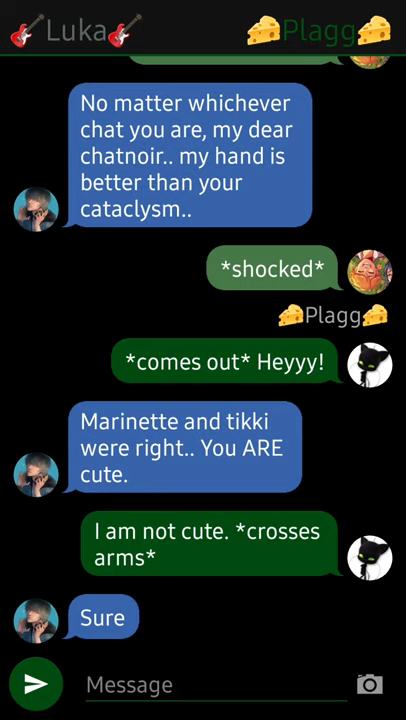 🎸Luka🎸 🧀Plagg🧀
No matter whichever
chat you are, my dear
chatnoir.. my hand is
better than your
cataclysm..
*shocked*
🧀Plagg🧀
*comes out* Heyyy!
Marinette and tikki
were right.. You ARE
cute.
I am not cute. *crosses
arms*
Sure
Message